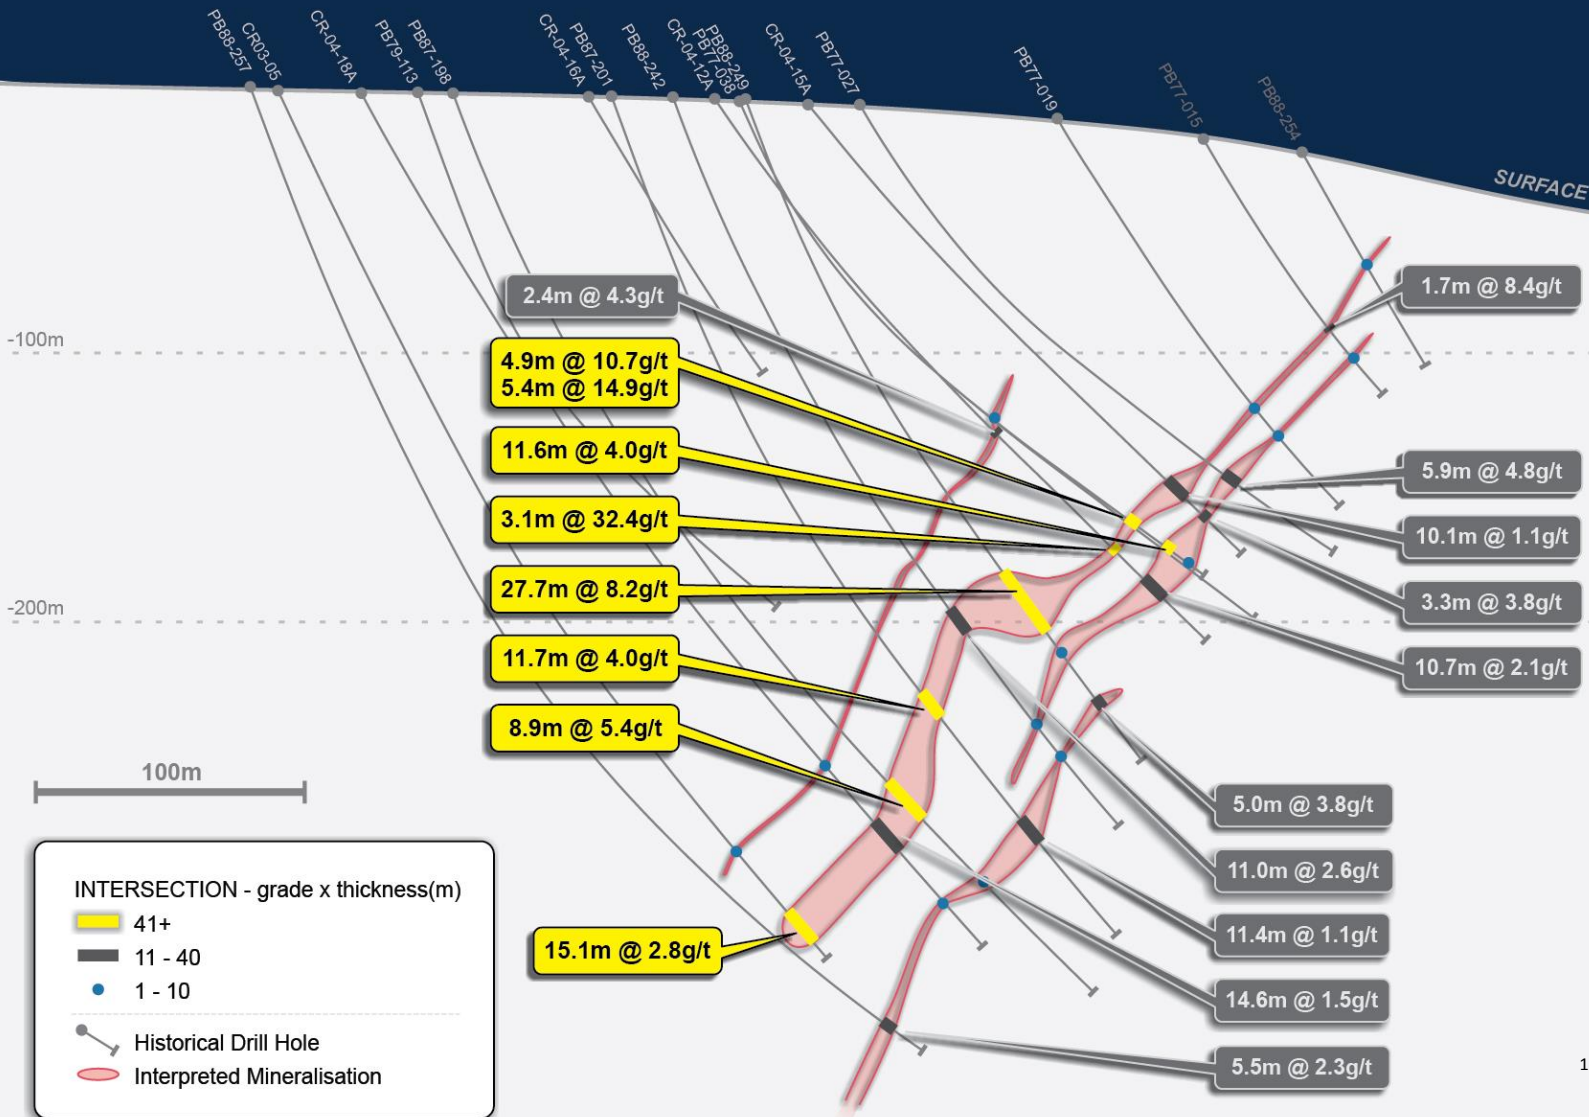 PB88-257
CR03-05
CR-04-18A
PB79-113
PB87-198
CR-04-16A
PB87-201
PB88-242
CR-04-12A
PB77-038
PB88-249
CR-04-15A
PB77-027
PB77-019
PB77-015
PB88-254
SURFACE
-100m
-200m
2.4m @ 4.3g/t
4.9m @ 10.7g/t
5.4m @ 14.9g/t
11.6m @ 4.0g/t
3.1m @ 32.4g/t
27.7m @ 8.2g/t
11.7m @ 4.0g/t
8.9m @ 5.4g/t
15.1m @ 2.8g/t
1.7m @ 8.4g/t
5.9m @ 4.8g/t
10.1m @ 1.1g/t
3.3m @ 3.8g/t
10.7m @ 2.1g/t
5.0m @ 3.8g/t
11.0m @ 2.6g/t
11.4m @ 1.1g/t
14.6m @ 1.5g/t
5.5m @ 2.3g/t
100m
INTERSECTION - grade x thickness(m)
41+
11 - 40
1 - 10
Historical Drill Hole
Interpreted Mineralisation
1